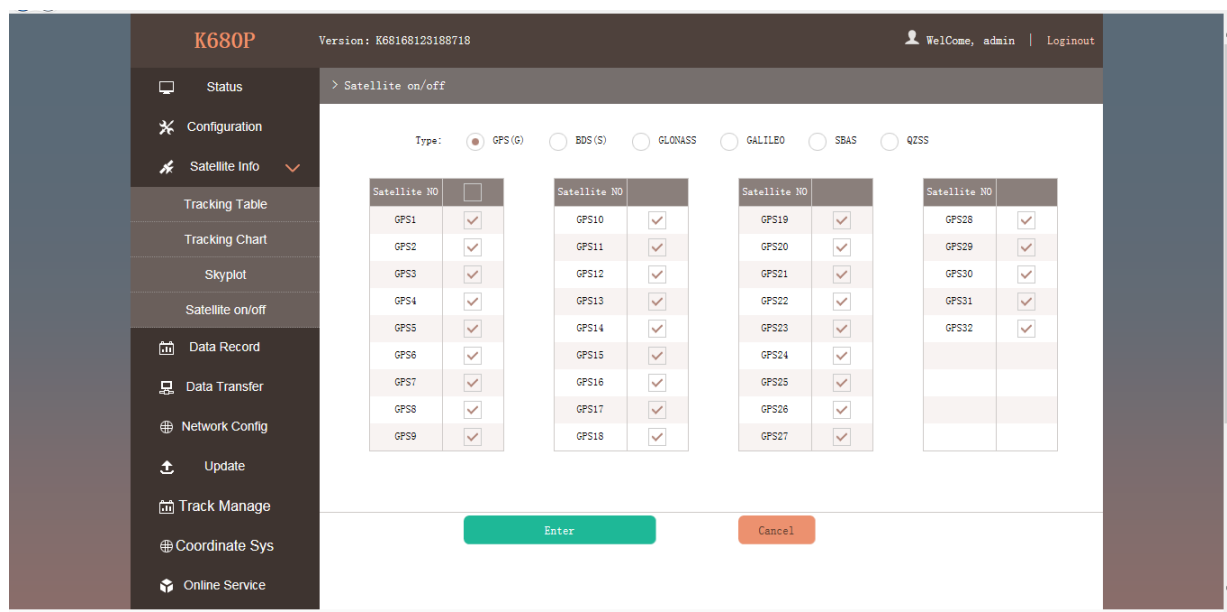 K680P
Version: K68168123188718
WelCome, admin | Loginout
Status
Configuration
Satellite Info
Tracking Table
Tracking Chart
Skyplot
Satellite on/off
Data Record
Data Transfer
Network Config
Update
Track Manage
Coordinate Sys
Online Service
> Satellite on/off
Type: GPS(G) BDS(S) GLONASS GALILEO SBAS QZSS
Satellite NO Satellite NO Satellite NO Satellite NO
GPS1 GPS10 GPS19 GPS28
GPS2 GPS11 GPS20 GPS29
GPS3 GPS12 GPS21 GPS30
GPS4 GPS13 GPS22 GPS31
GPS5 GPS14 GPS23 GPS32
GPS6 GPS15 GPS24
GPS7 GPS16 GPS25
GPS8 GPS17 GPS26
GPS9 GPS18 GPS27
Enter Cancel